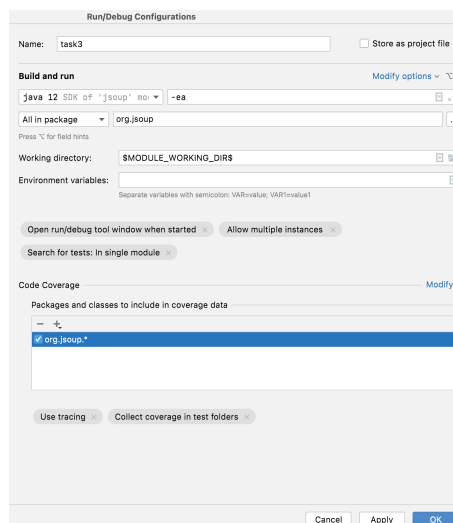 Run/Debug Configurations
Name: task3 Store as project file
Build and run Modify options
java 12 SDK of 'jsoup' mo -ea
All in package org.jsoup
Press ⌥ for field hints
Working directory: $MODULE_WORKING_DIR$
Environment variables:
Separate variables with semicolon: VAR=value; VAR1=value1
Open run/debug tool window when started × Allow multiple instances ×
Search for tests: In single module ×
Code Coverage Modify
Packages and classes to include in coverage data
org.jsoup.*
Use tracing × Collect coverage in test folders ×
Cancel Apply OK